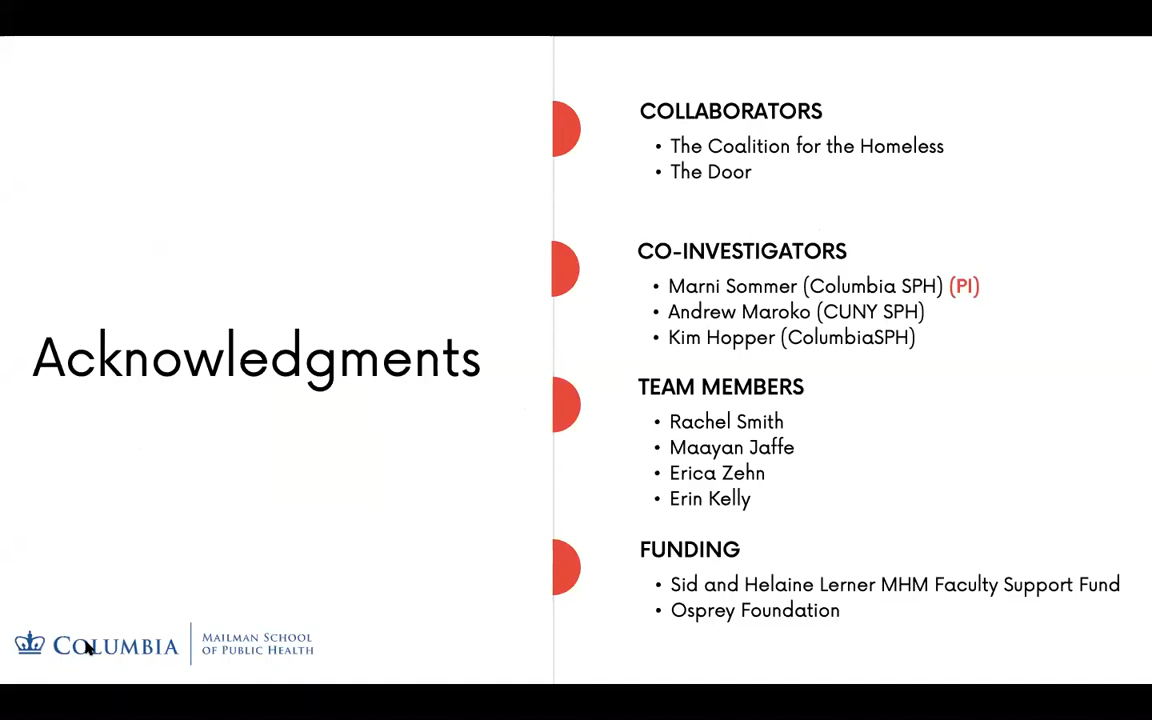 Acknowledgments
COLLABORATORS
• The Coalition for the Homeless
• The Door
CO-INVESTIGATORS
• Marni Sommer (Columbia SPH) (PI)
• Andrew Maroko (CUNY SPH)
• Kim Hopper (ColumbiaSPH)
TEAM MEMBERS
• Rachel Smith
• Maayan Jaffe
• Erica Zehn
• Erin Kelly
FUNDING
• Sid and Helaine Lerner MHM Faculty Support Fund
• Osprey Foundation
COLUMBIA
MAILMAN SCHOOL
OF PUBLIC HEALTH